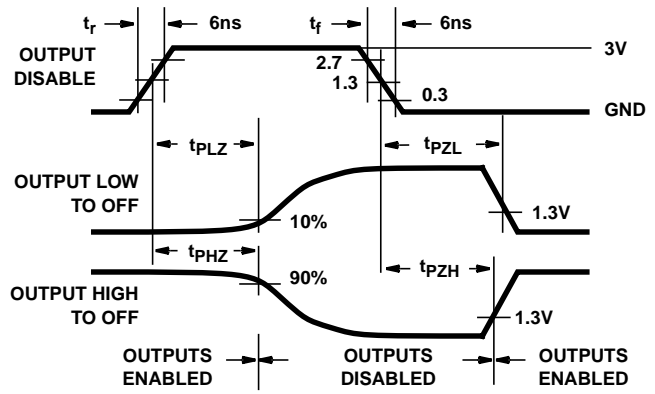 tr 6ns tf 6ns
OUTPUT
DISABLE
2.7
1.3
0.3
3V
GND
tPLZ tPZL
OUTPUT LOW
TO OFF
10%
1.3V
tPHZ tPZH
OUTPUT HIGH
TO OFF
90%
1.3V
OUTPUTS
ENABLED
OUTPUTS
DISABLED
OUTPUTS
ENABLED